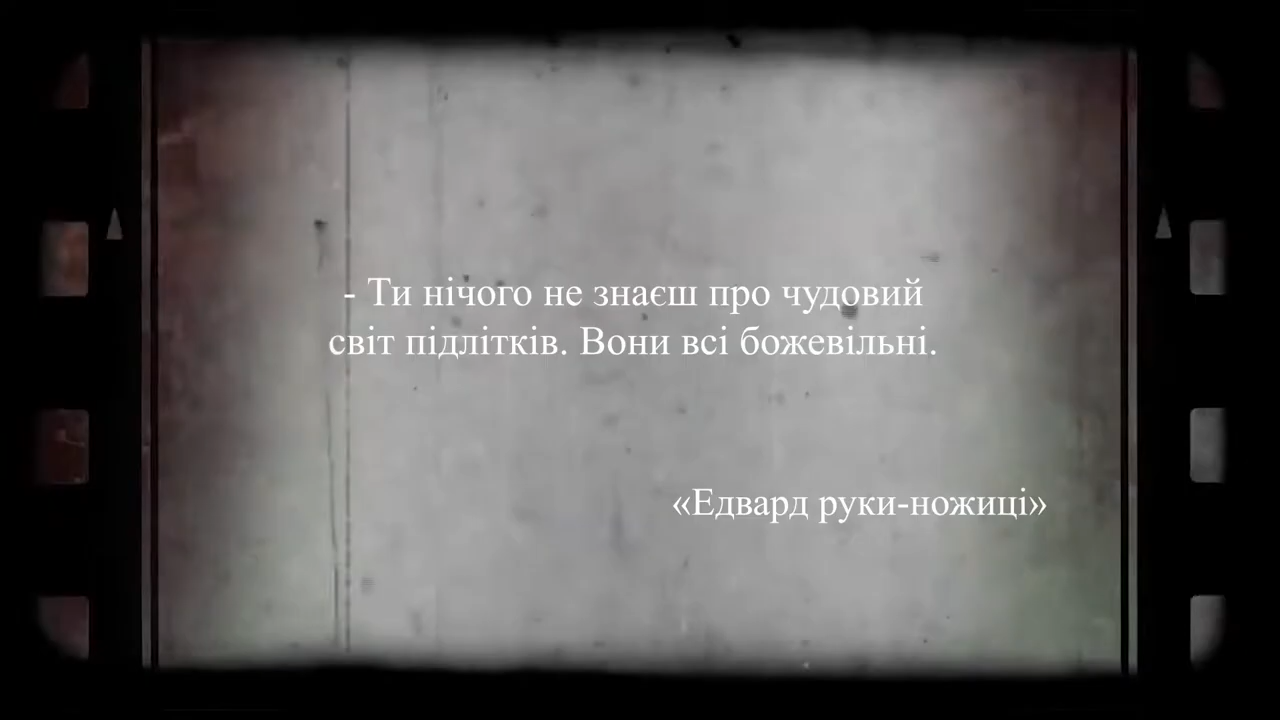 - Ти нічого не знаєш про чудовий
світ підлітків. Вони всі божевільні.
«Едвард руки-ножиці»